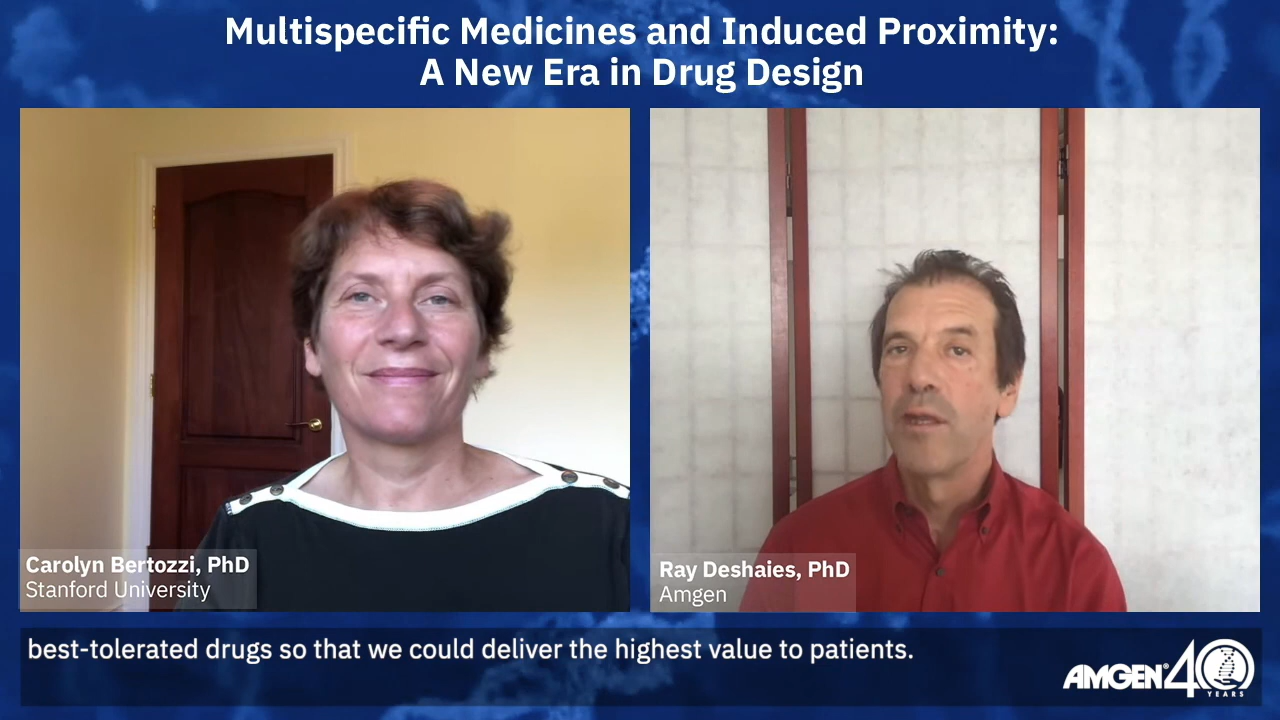 Multispecific Medicines and Induced Proximity:
A New Era in Drug Design
Carolyn Bertozzi, PhD
Stanford University
Ray Deshaies, PhD
Amgen
best-tolerated drugs so that we could deliver the highest value to patients.
AMGEN® 40
YEARS